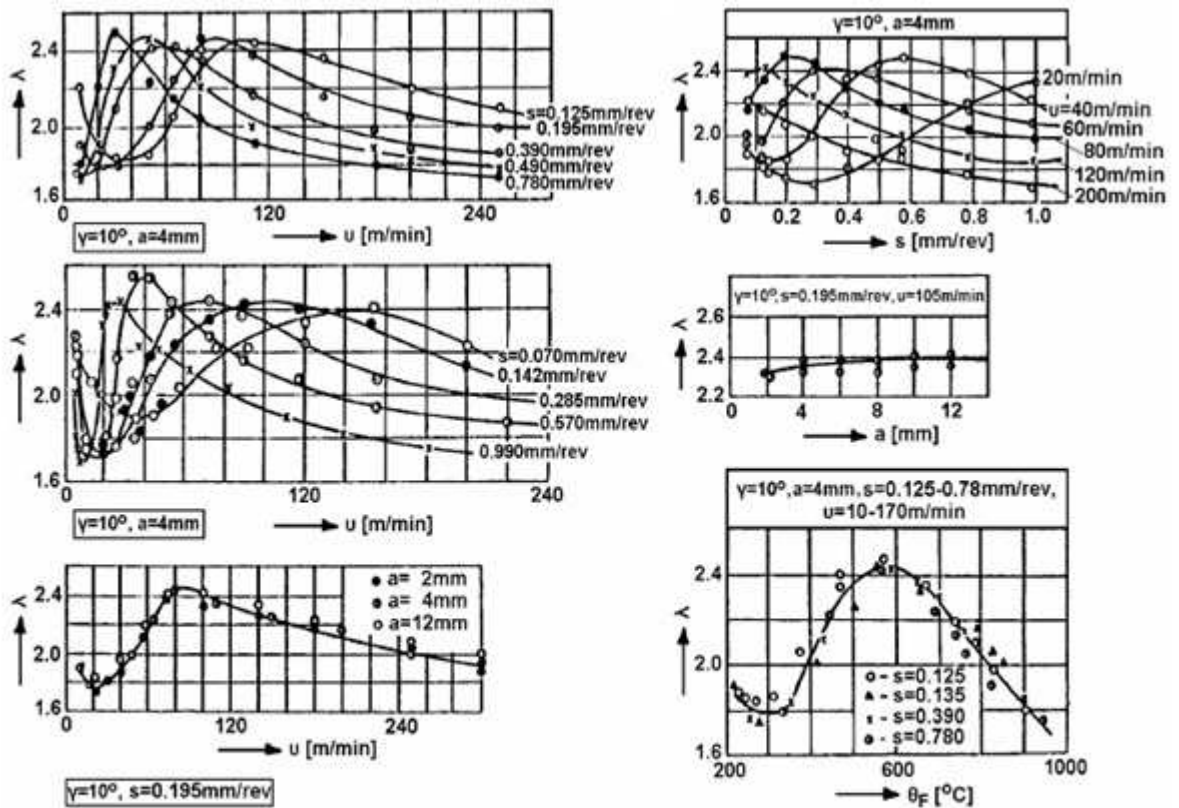 λ
2.4
2.0
1.6
s=0.125mm/rev
0.195mm/rev
0.390mm/rev
0.490mm/rev
0.780mm/rev
0 120 240
γ=10°, a=4mm
υ [m/min]
λ
2.4
2.0
1.6
s=0.070mm/rev
0.142mm/rev
0.285mm/rev
0.570mm/rev
0.990mm/rev
0 120 240
γ=10°, a=4mm
υ [m/min]
λ
2.4
2.0
1.6
a= 2mm
a= 4mm
a=12mm
0 120 240
υ [m/min]
γ=10°, s=0.195mm/rev
γ=10°, a=4mm
λ
2.4
2.0
1.6
20m/min
υ=40m/min
60m/min
80m/min
120m/min
200m/min
0 0.2 0.4 0.6 0.8 1.0
s [mm/rev]
γ=10°, s=0.195mm/rev, υ=105m/min
λ
2.6
2.4
2.2
0 4 8 12
a [mm]
γ=10°, a=4mm, s=0.125-0.78mm/rev,
υ=10-170m/min
λ
2.4
2.0
1.6
o - s=0.125
▲ - s=0.135
x - s=0.390
- s=0.780
200 600 1000
θF [°C]